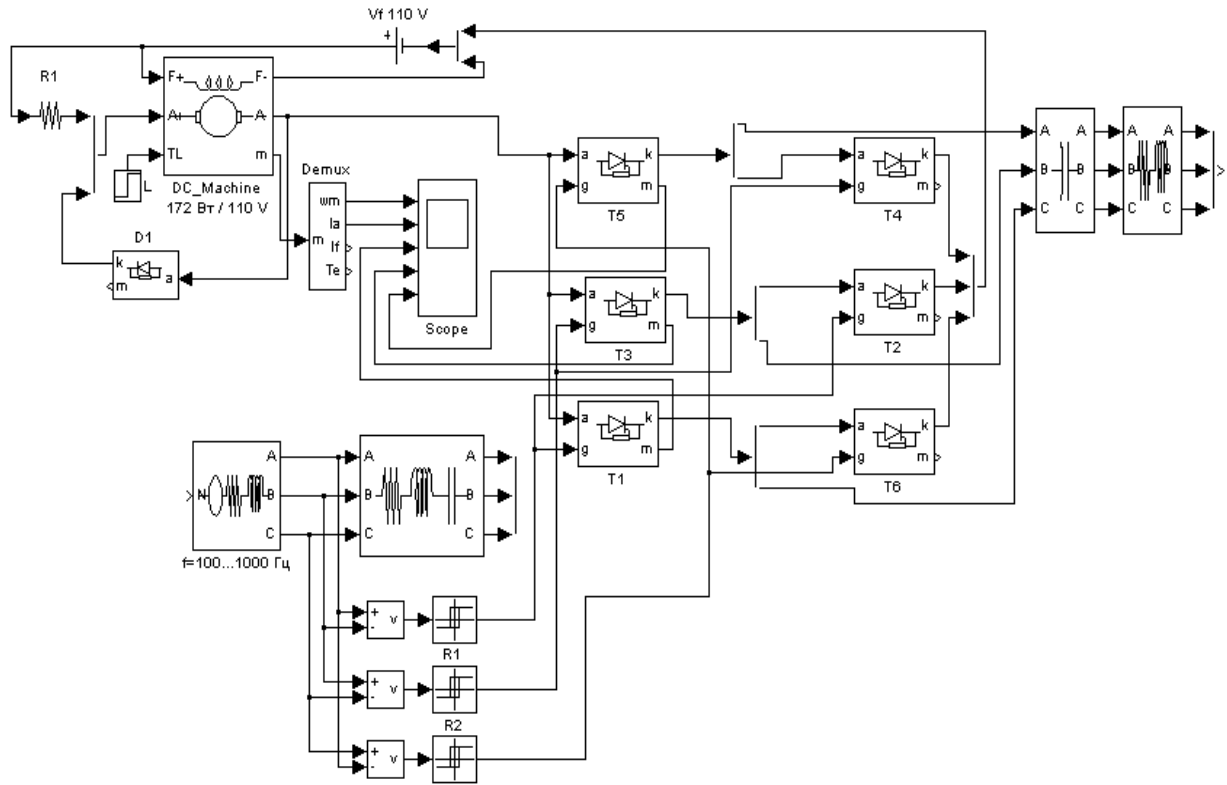 Vf 110 V
+
R1
F+ F-
A+ A-
TL m
L
DC_Machine
172 Вт / 110 V
D1
k
m a
Demux
m
wm
Ia
If
Te
Scope
a k
g m
T5
a k
g m
T3
a k
g m
T1
a k
g m
T4
a k
g m
T2
a k
g m
T6
A A
B B
C C
A A
B B
C C
N
A
B
C
f=100...1000 Гц
A A
B B
C C
+
- v
R1
+
- v
R2
+
- v